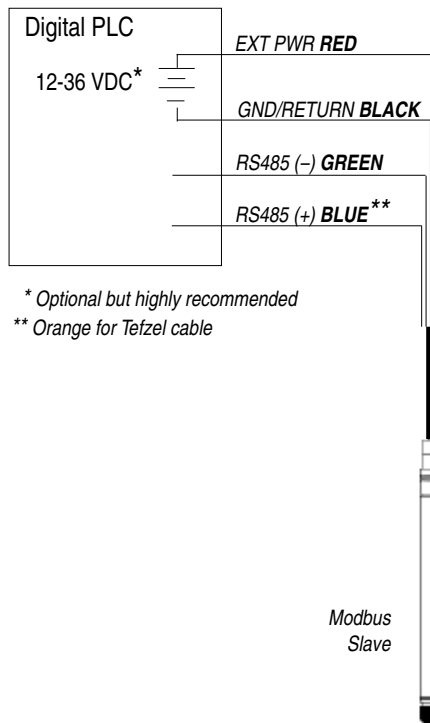 Digital PLC
12-36 VDC*
EXT PWR RED
GND/RETURN BLACK
RS485 (–) GREEN
RS485 (+) BLUE**
* Optional but highly recommended
** Orange for Tefzel cable
Modbus
Slave